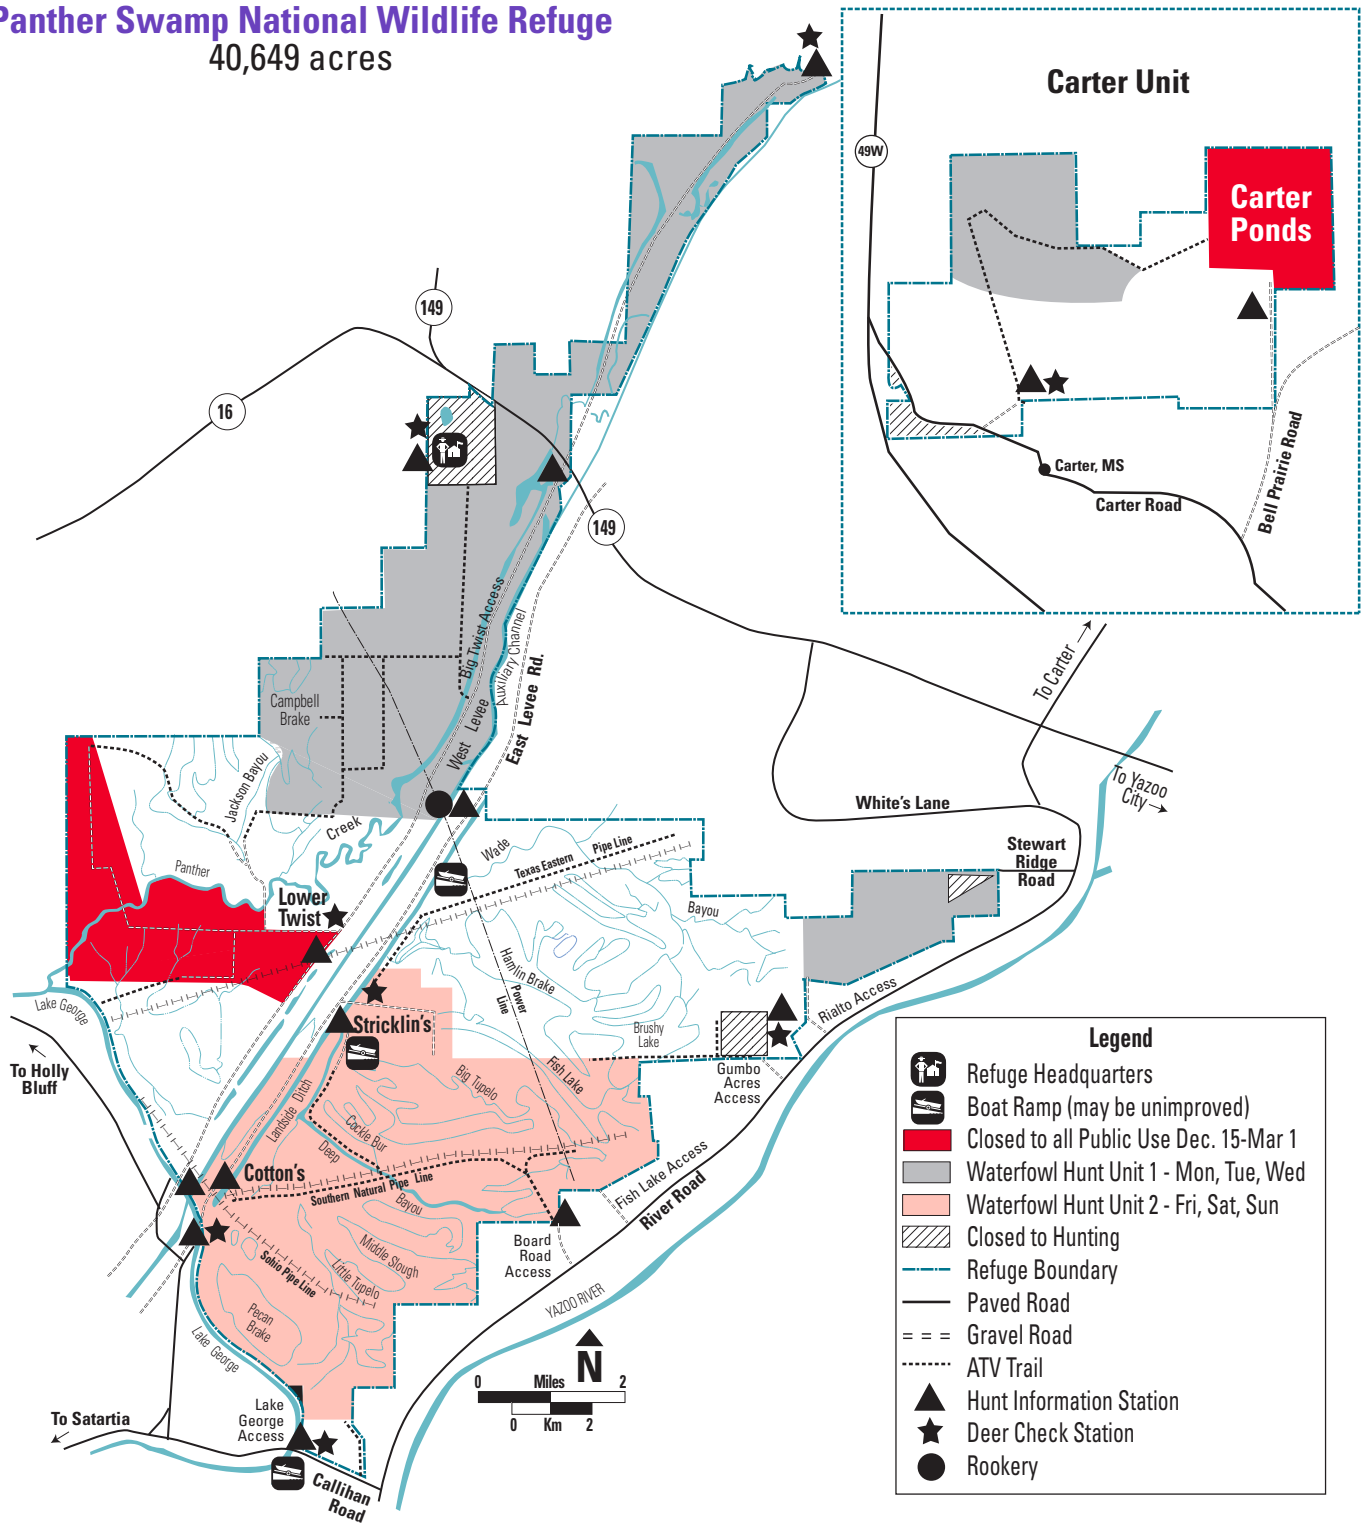 Panther Swamp National Wildlife Refuge
40,649 acres
Carter Unit
49W
Carter
Ponds
Carter, MS
Carter Road
Bell Prairie Road
149
16
149
Big Twist Access
Auxiliary Channel
West Levee
East Levee Rd.
Campbell
Brake
Jackson Bayou
Creek
Panther
Lower
Twist
To Carter
To Yazoo
City
White's Lane
Stewart
Ridge
Road
Wade
Texas Eastern Pipe Line
Bayou
Hamlin Brake
Power
Line
Brushy
Lake
Rialto Access
Gumbo
Acres
Access
Lake George
To Holly
Bluff
Stricklin's
Landside Ditch
Big Tupelo
Fish Lake
Cockle Bur
Deep
Bayou
Cotton's
Southern Natural Pipe Line
Fish Lake Access
River Road
Sohio Pipe Line
Middle Slough
Little Tupelo
Board
Road
Access
Pecan
Brake
YAZOO RIVER
Lake George
N
0 Miles 2
0 Km 2
Lake
George
Access
To Satartia
Callihan
Road
Legend
Refuge Headquarters
Boat Ramp (may be unimproved)
Closed to all Public Use Dec. 15-Mar 1
Waterfowl Hunt Unit 1 - Mon, Tue, Wed
Waterfowl Hunt Unit 2 - Fri, Sat, Sun
Closed to Hunting
Refuge Boundary
Paved Road
Gravel Road
ATV Trail
Hunt Information Station
Deer Check Station
Rookery